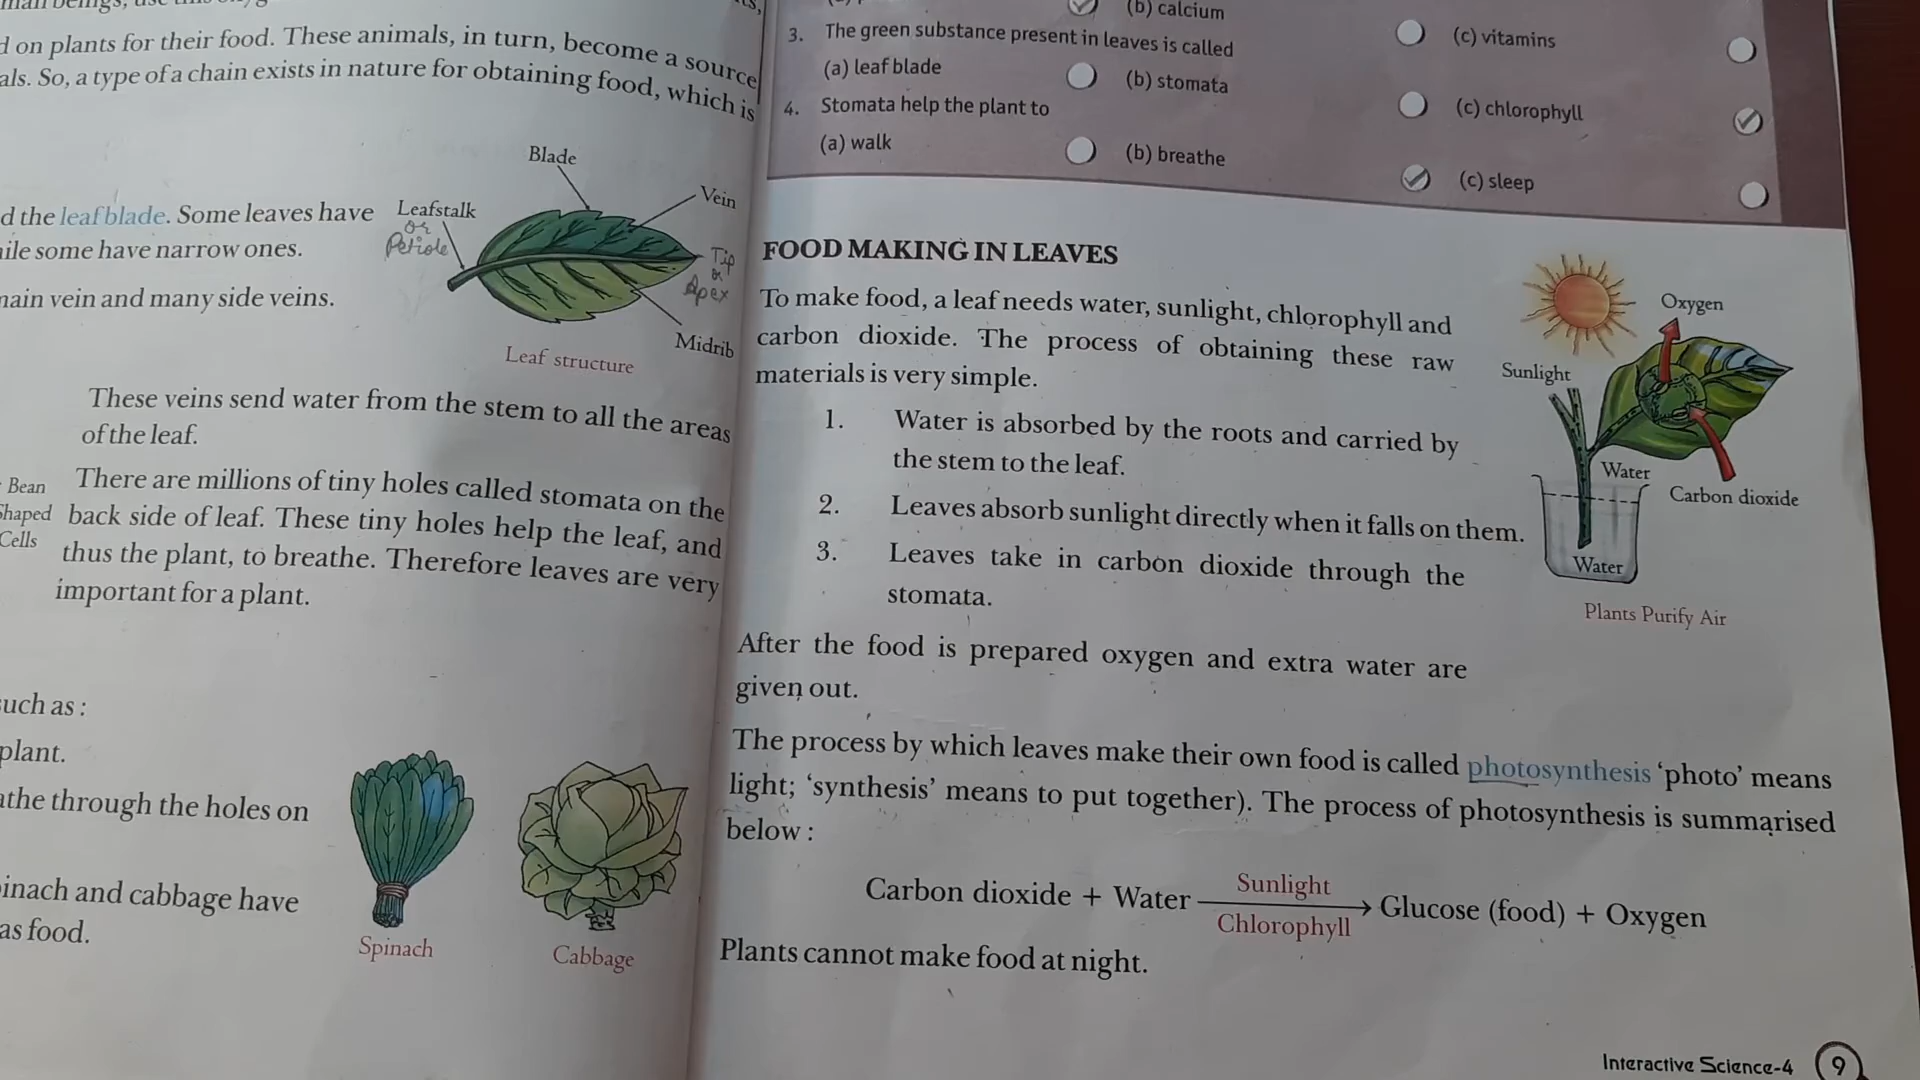 d on plants for their food. These animals, in turn, become a source
als. So, a type of a chain exists in nature for obtaining food, which is
Blade
Vein
Leafstalk
or
Petiole
Tip
or
Apex
Midrib
Leaf structure
d the leaf blade. Some leaves have
ile some have narrow ones.
main vein and many side veins.
These veins send water from the stem to all the areas
of the leaf.
Bean
Shaped
Cells
There are millions of tiny holes called stomata on the
back side of leaf. These tiny holes help the leaf, and
thus the plant, to breathe. Therefore leaves are very
important for a plant.
such as :
plant.
athe through the holes on
inach and cabbage have
as food.
Spinach
Cabbage
(b) calcium
(c) vitamins
3. The green substance present in leaves is called
(a) leaf blade (b) stomata (c) chlorophyll
4. Stomata help the plant to
(a) walk (b) breathe (c) sleep
FOOD MAKING IN LEAVES
To make food, a leaf needs water, sunlight, chlorophyll and
carbon dioxide. The process of obtaining these raw
materials is very simple.
1. Water is absorbed by the roots and carried by
the stem to the leaf.
2. Leaves absorb sunlight directly when it falls on them.
3. Leaves take in carbon dioxide through the
stomata.
Oxygen
Sunlight
Water
Carbon dioxide
Water
Plants Purify Air
After the food is prepared oxygen and extra water are
given out.
The process by which leaves make their own food is called photosynthesis ‘photo’ means
light; ‘synthesis’ means to put together). The process of photosynthesis is summarised
below :
Sunlight
Carbon dioxide + Water → Glucose (food) + Oxygen
Chlorophyll
Plants cannot make food at night.
Interactive Science-4 9